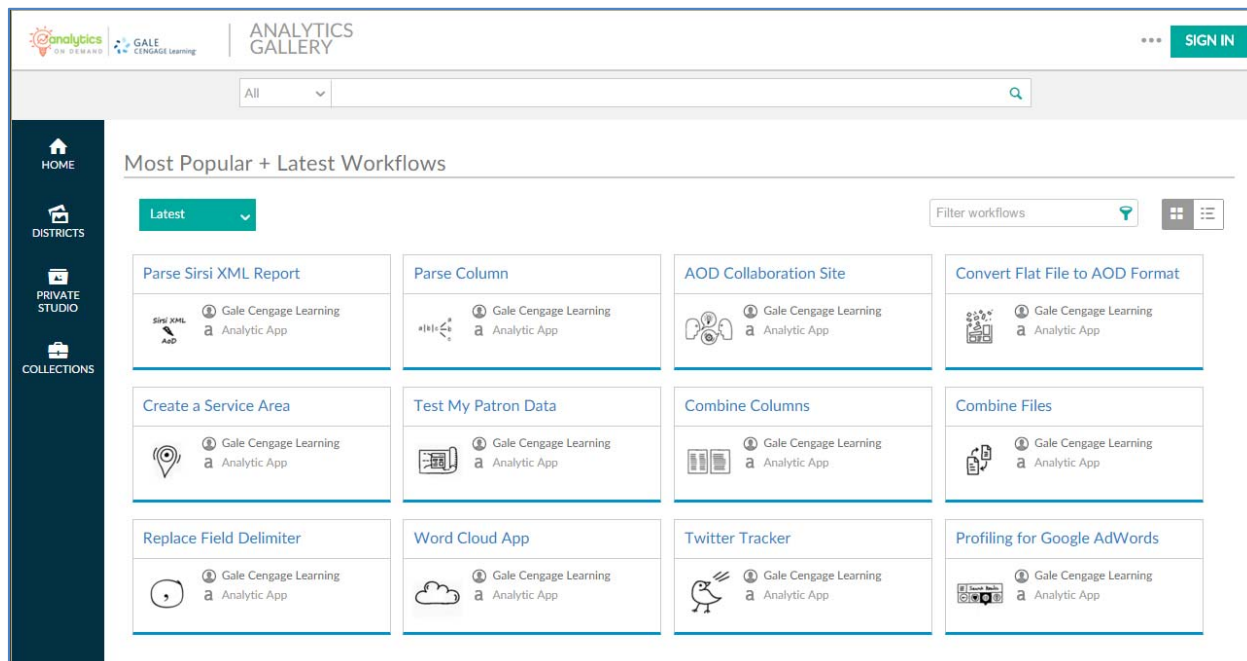 analytics
ON DEMAND
GALE
CENGAGE Learning
ANALYTICS
GALLERY
SIGN IN
All
HOME
DISTRICTS
PRIVATE
STUDIO
COLLECTIONS
Most Popular + Latest Workflows
Latest
Filter workflows
Parse Sirsi XML Report
Sirsi XML
AoD
Gale Cengage Learning
a Analytic App
Parse Column
a|b|c
a
b
c
Gale Cengage Learning
a Analytic App
AOD Collaboration Site
Gale Cengage Learning
a Analytic App
Convert Flat File to AOD Format
Gale Cengage Learning
a Analytic App
Create a Service Area
Gale Cengage Learning
a Analytic App
Test My Patron Data
Gale Cengage Learning
a Analytic App
Combine Columns
Gale Cengage Learning
a Analytic App
Combine Files
Gale Cengage Learning
a Analytic App
Replace Field Delimiter
,
Gale Cengage Learning
a Analytic App
Word Cloud App
Gale Cengage Learning
a Analytic App
Twitter Tracker
Gale Cengage Learning
a Analytic App
Profiling for Google AdWords
Gale Cengage Learning
a Analytic App